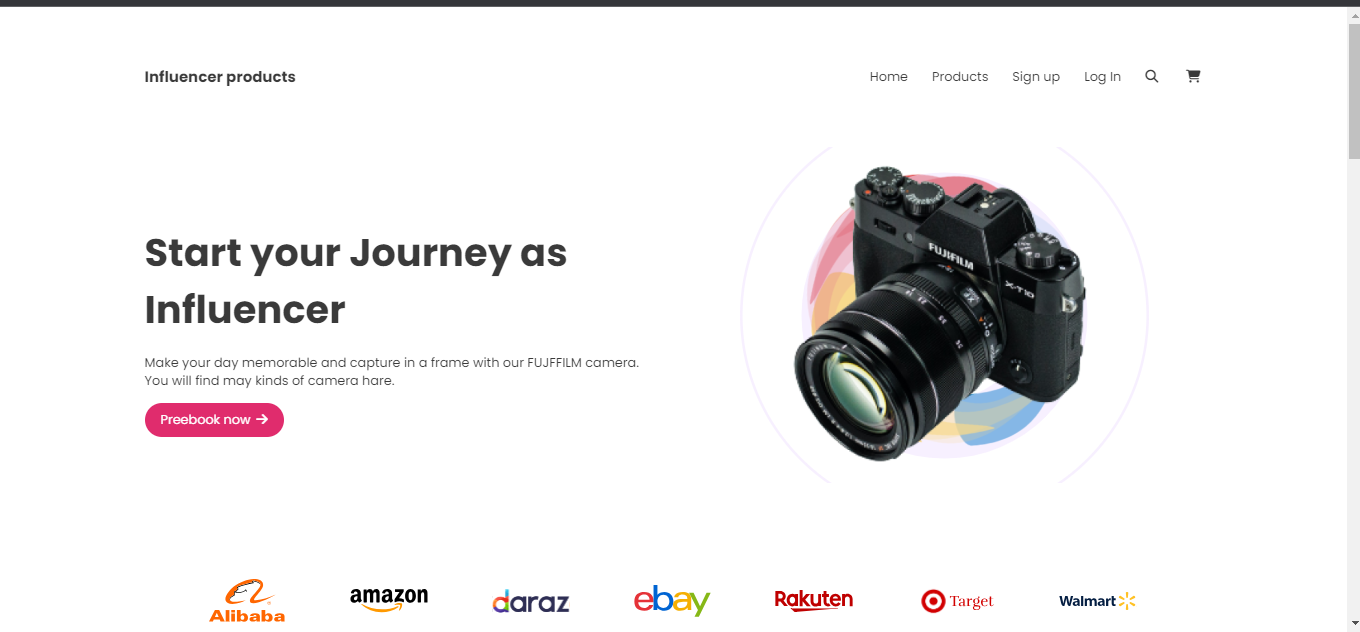 Influencer products
Home Products Sign up Log In
Start your Journey as
Influencer
Make your day memorable and capture in a frame with our FUJFFILM camera.
You will find may kinds of camera hare.
Preebook now
FUJIFILM
X-T10
XF
Alibaba
amazon
daraz
ebay
Rakuten
Target
Walmart